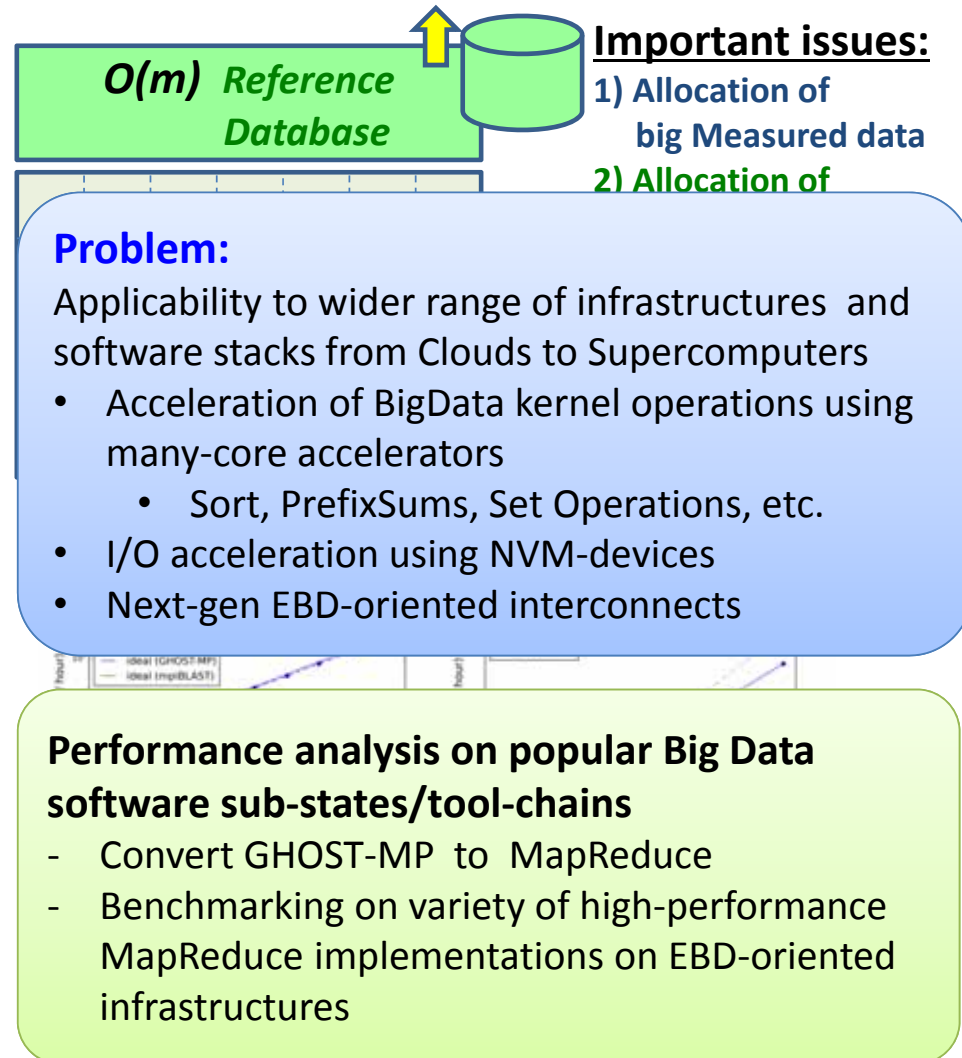 O(m) Reference
Database
Important issues:
1) Allocation of
big Measured data
2) Allocation of
Problem:
Applicability to wider range of infrastructures and
software stacks from Clouds to Supercomputers
• Acceleration of BigData kernel operations using
many-core accelerators
• Sort, PrefixSums, Set Operations, etc.
• I/O acceleration using NVM-devices
• Next-gen EBD-oriented interconnects
ideal (GHOST-MP)
ideal (mpiBLAST)
hour)
hour)
Performance analysis on popular Big Data
software sub-states/tool-chains
- Convert GHOST-MP to MapReduce
- Benchmarking on variety of high-performance
MapReduce implementations on EBD-oriented
infrastructures